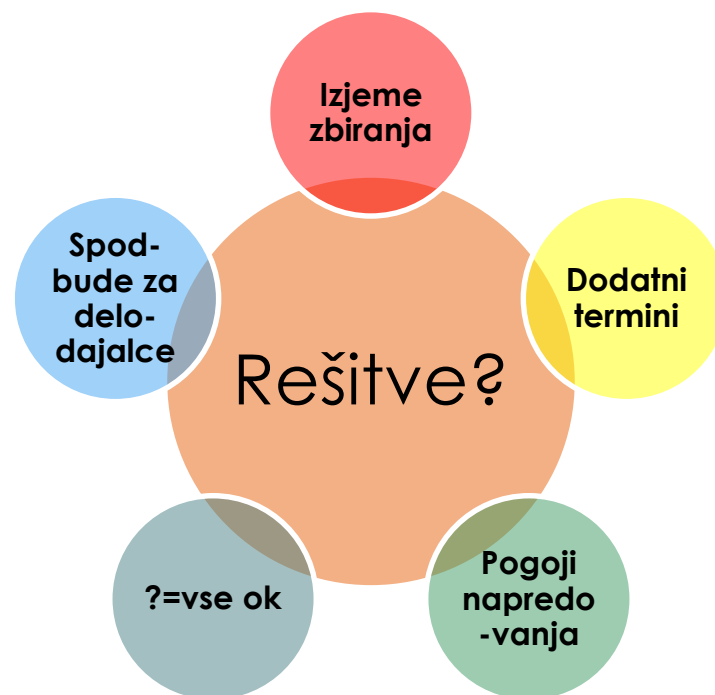 Izjeme
zbiranja
Spod-
bude za
delo-
dajalce
Dodatni
termini
Rešitve?
?=vse ok
Pogoji
napredo
-vanja